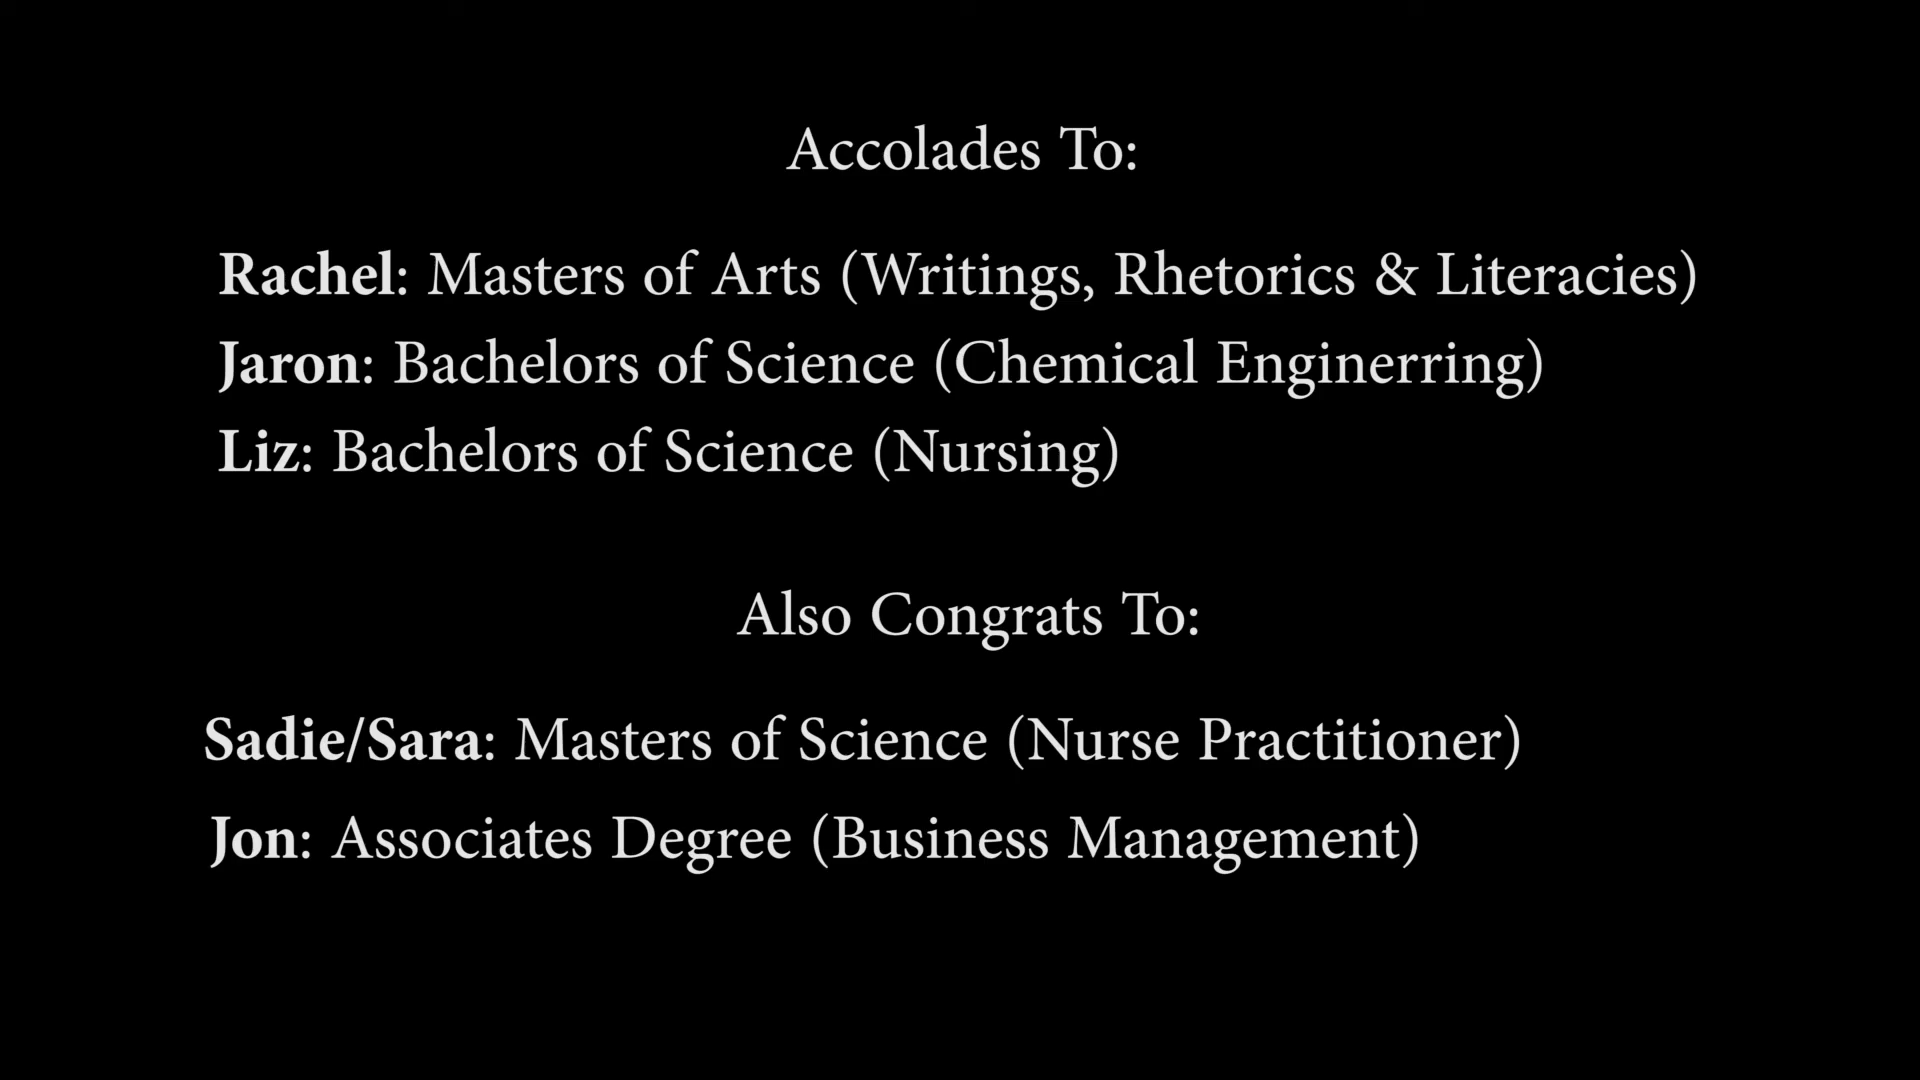 Accolades To:
Rachel: Masters of Arts (Writings, Rhetorics & Literacies)
Jaron: Bachelors of Science (Chemical Enginerring)
Liz: Bachelors of Science (Nursing)
Also Congrats To:
Sadie/Sara: Masters of Science (Nurse Practitioner)
Jon: Associates Degree (Business Management)